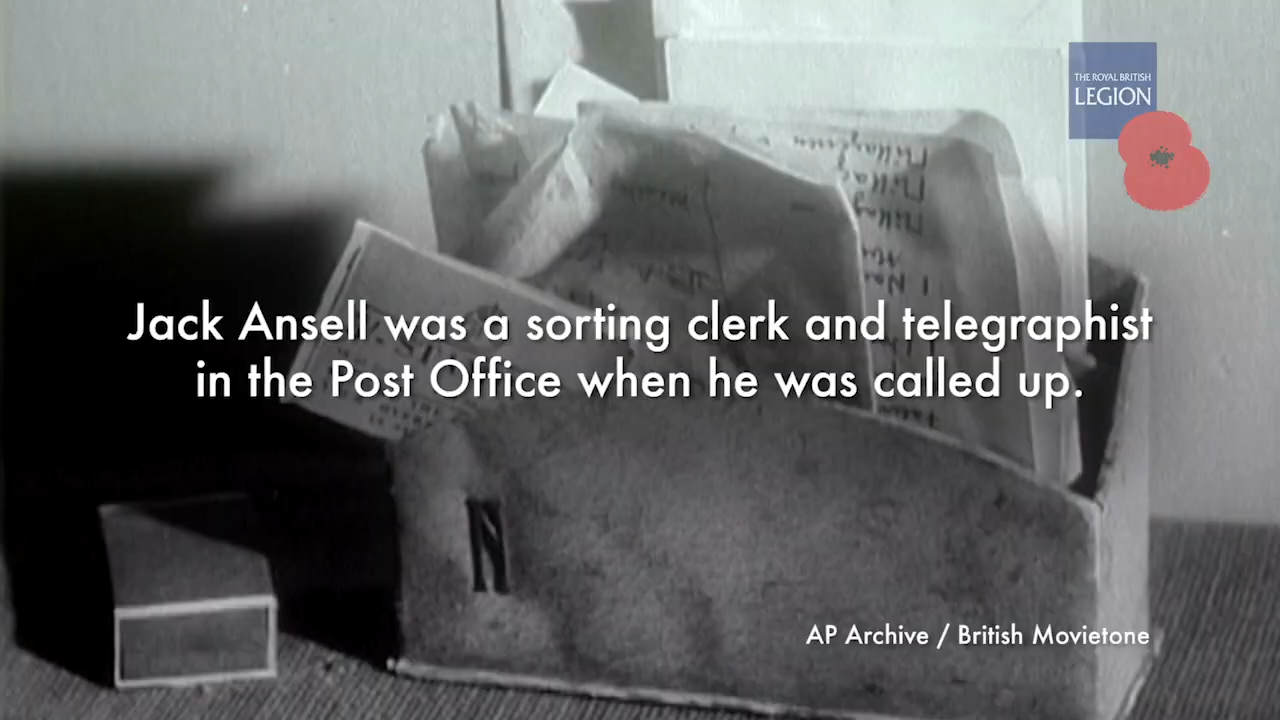 THE ROYAL BRITISH
LEGION
Jack Ansell was a sorting clerk and telegraphist
in the Post Office when he was called up.
N
AP Archive / British Movietone